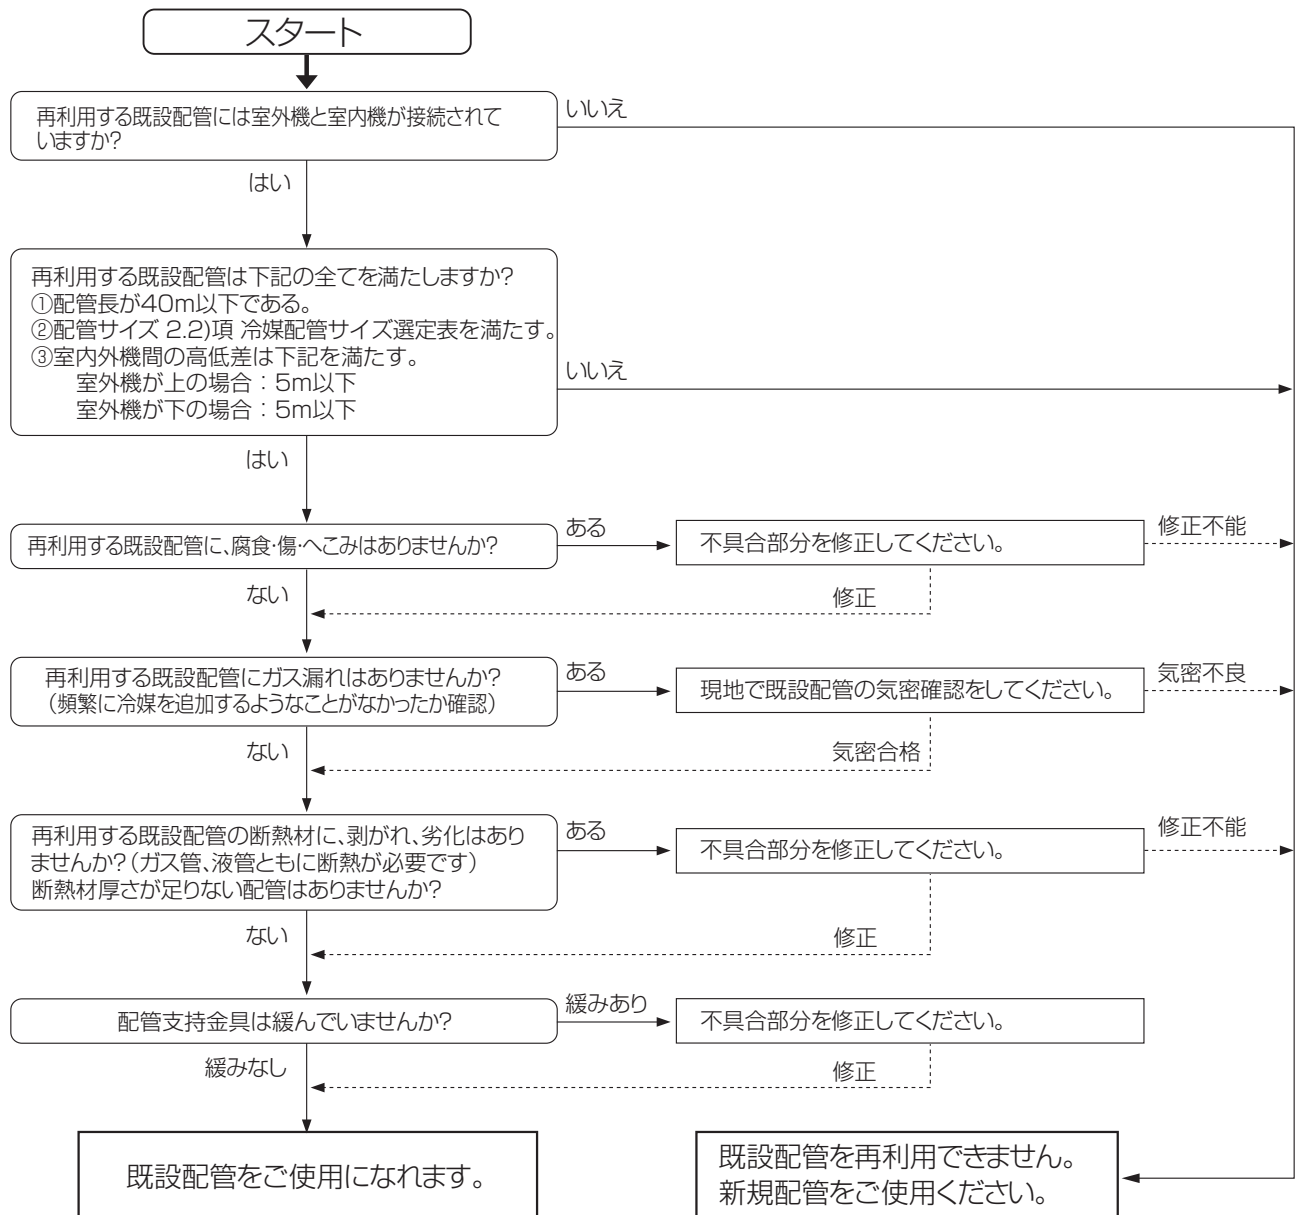 スタート
再利用する既設配管には室外機と室内機が接続されて
いますか?
いいえ
はい
再利用する既設配管は下記の全てを満たしますか?
①配管長が40m以下である。
②配管サイズ 2.2)項 冷媒配管サイズ選定表を満たす。
③室内外機間の高低差は下記を満たす。
室外機が上の場合:5m以下
室外機が下の場合:5m以下
いいえ
はい
再利用する既設配管に、腐食・傷・へこみはありませんか?
ある
不具合部分を修正してください。
修正不能
ない
修正
再利用する既設配管にガス漏れはありませんか?
(頻繁に冷媒を追加するようなことがなかったか確認)
ある
現地で既設配管の気密確認をしてください。
気密不良
ない
気密合格
再利用する既設配管の断熱材に、剥がれ、劣化はあり
ませんか?(ガス管、液管ともに断熱が必要です)
断熱材厚さが足りない配管はありませんか?
ある
不具合部分を修正してください。
修正不能
ない
修正
配管支持金具は緩んでいませんか?
緩みあり
不具合部分を修正してください。
緩みなし
修正
既設配管をご使用になれます。
既設配管を再利用できません。
新規配管をご使用ください。